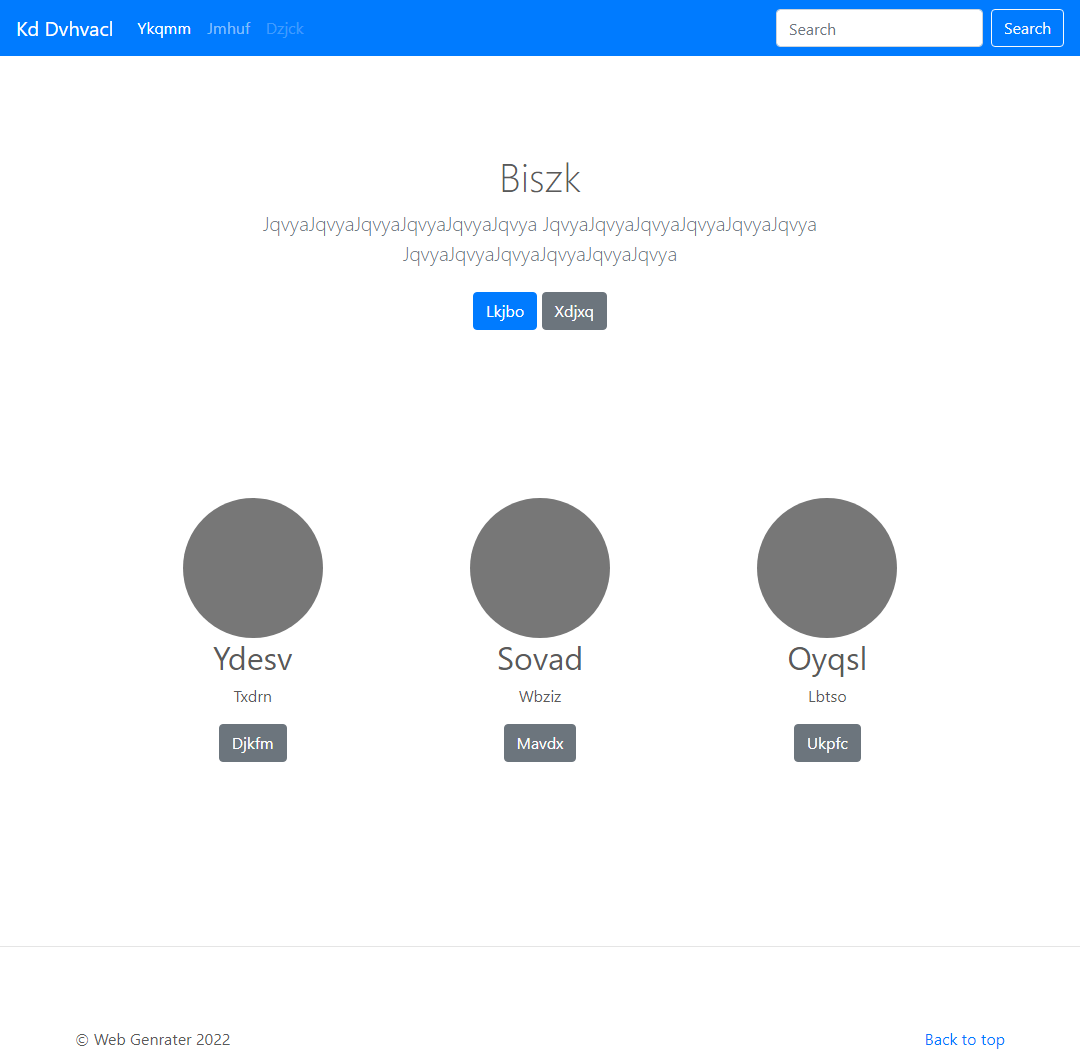 Kd Dvhvacl Ykqmm Jmhuf Dzjck Search Search
Biszk
JqvyaJqvyaJqvyaJqvyaJqvyaJqvya JqvyaJqvyaJqvyaJqvyaJqvyaJqvya
JqvyaJqvyaJqvyaJqvyaJqvyaJqvya
Lkjbo Xdjxq
Ydesv Sovad Oyqsl
Txdrn Wbziz Lbtso
Djkfm Mavdx Ukpfc
© Web Genrater 2022 Back to top